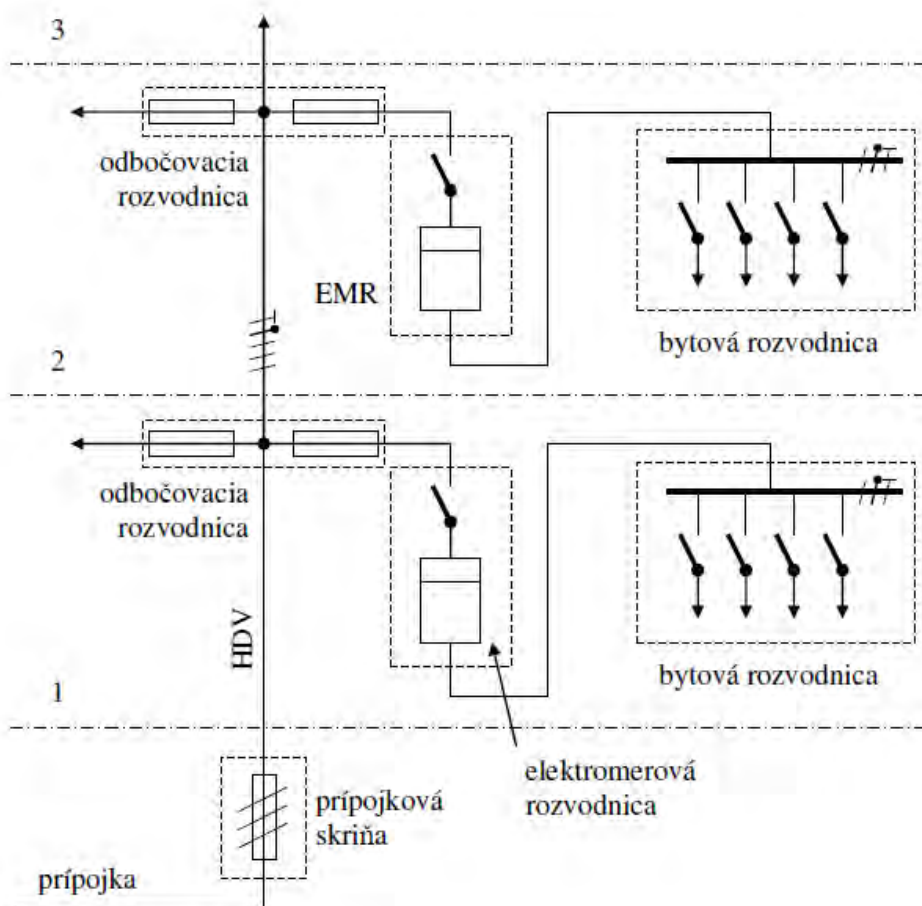 3
odbočovacia
rozvodnica
EMR
2
bytová rozvodnica
odbočovacia
rozvodnica
HDV
1
bytová rozvodnica
elektromerová
rozvodnica
prípojková
skriňa
prípojka